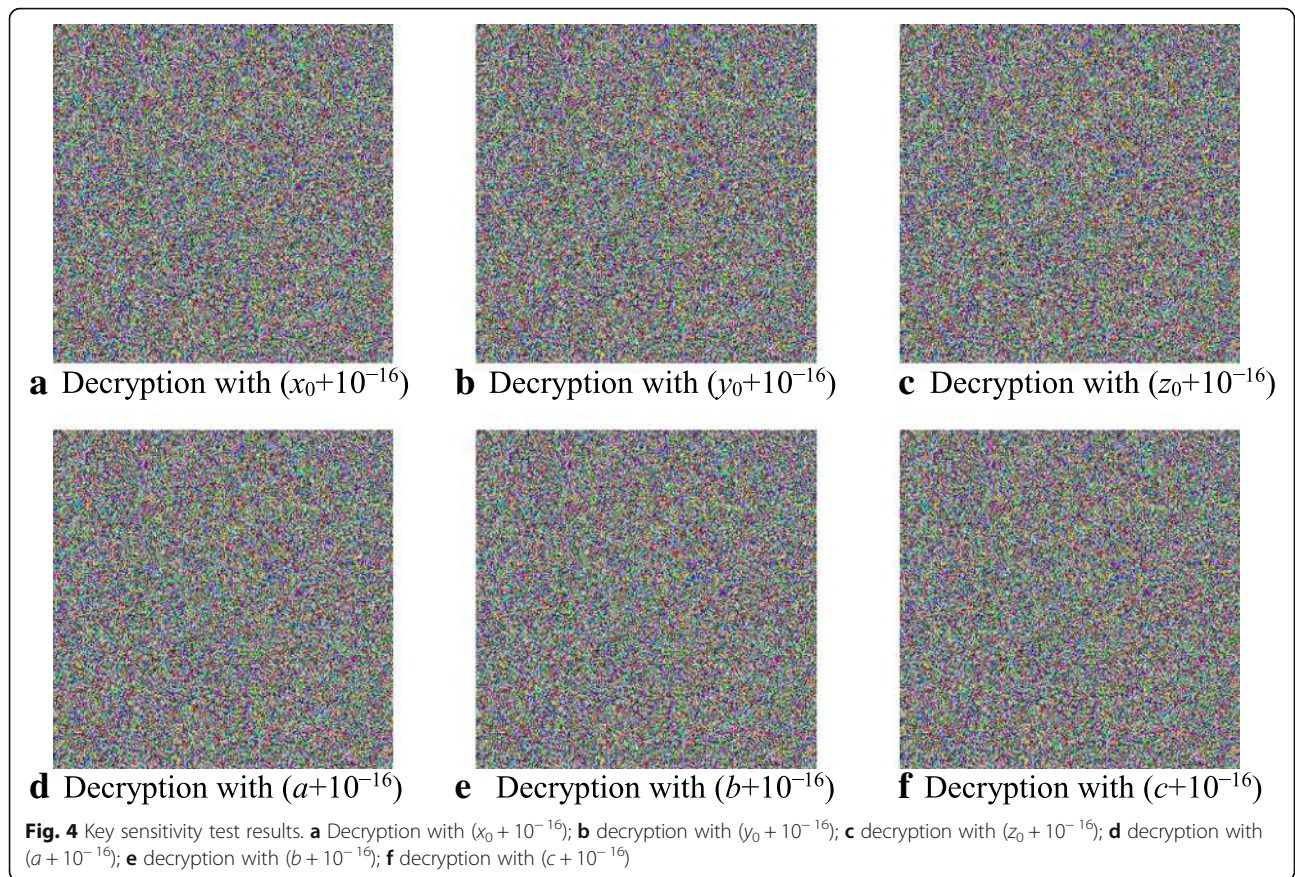 a Decryption with (x₀+10⁻¹⁶)
b Decryption with (y₀+10⁻¹⁶)
c Decryption with (z₀+10⁻¹⁶)
d Decryption with (a+10⁻¹⁶)
e Decryption with (b+10⁻¹⁶)
f Decryption with (c+10⁻¹⁶)
Fig. 4 Key sensitivity test results. a Decryption with (x₀ + 10⁻¹⁶); b decryption with (y₀ + 10⁻¹⁶); c decryption with (z₀ + 10⁻¹⁶); d decryption with
(a + 10⁻¹⁶); e decryption with (b + 10⁻¹⁶); f decryption with (c + 10⁻¹⁶)